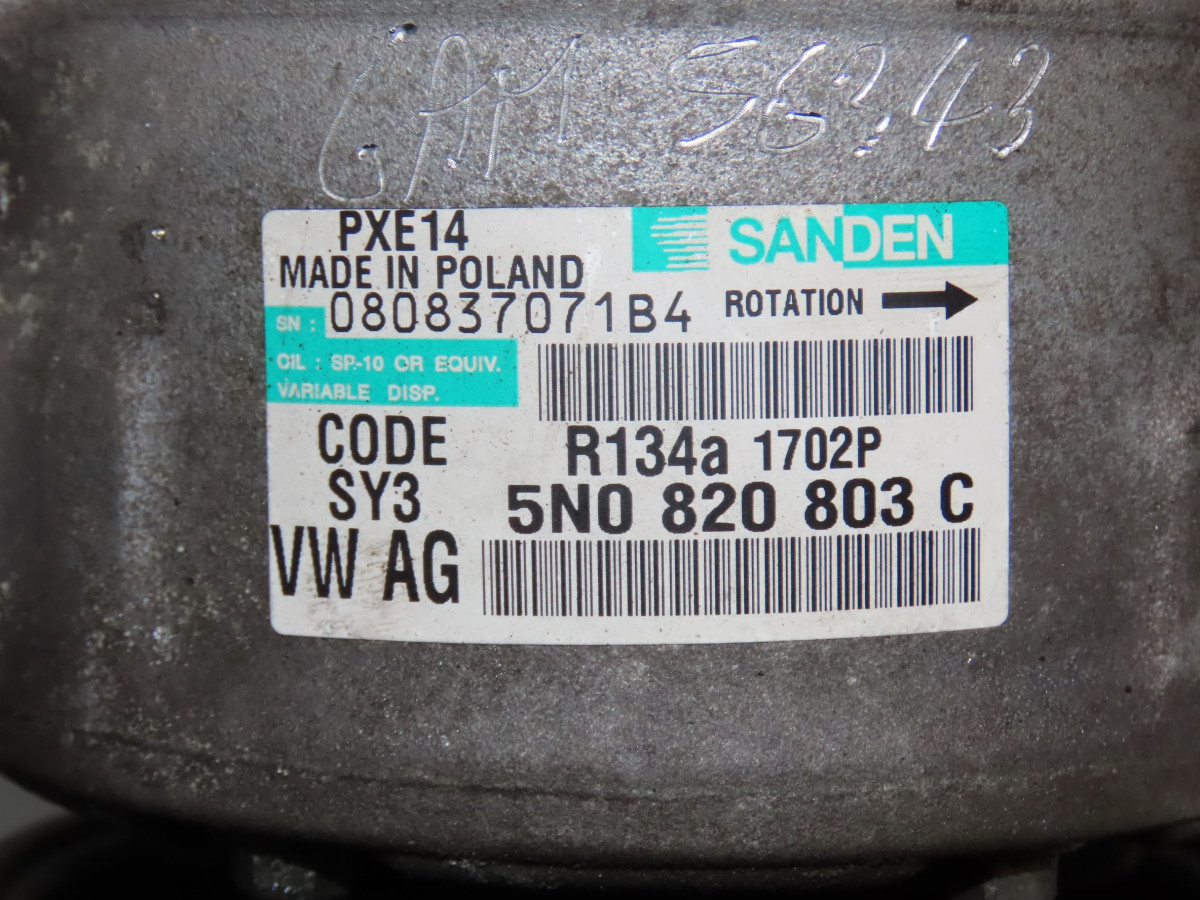 PXE14
SANDEN
MADE IN POLAND
SN : 080837071B4
ROTATION
OIL : SP-10 OR EQUIV.
VARIABLE DISP.
CODE
SY3
R134a 1702P
5N0 820 803 C
VW AG